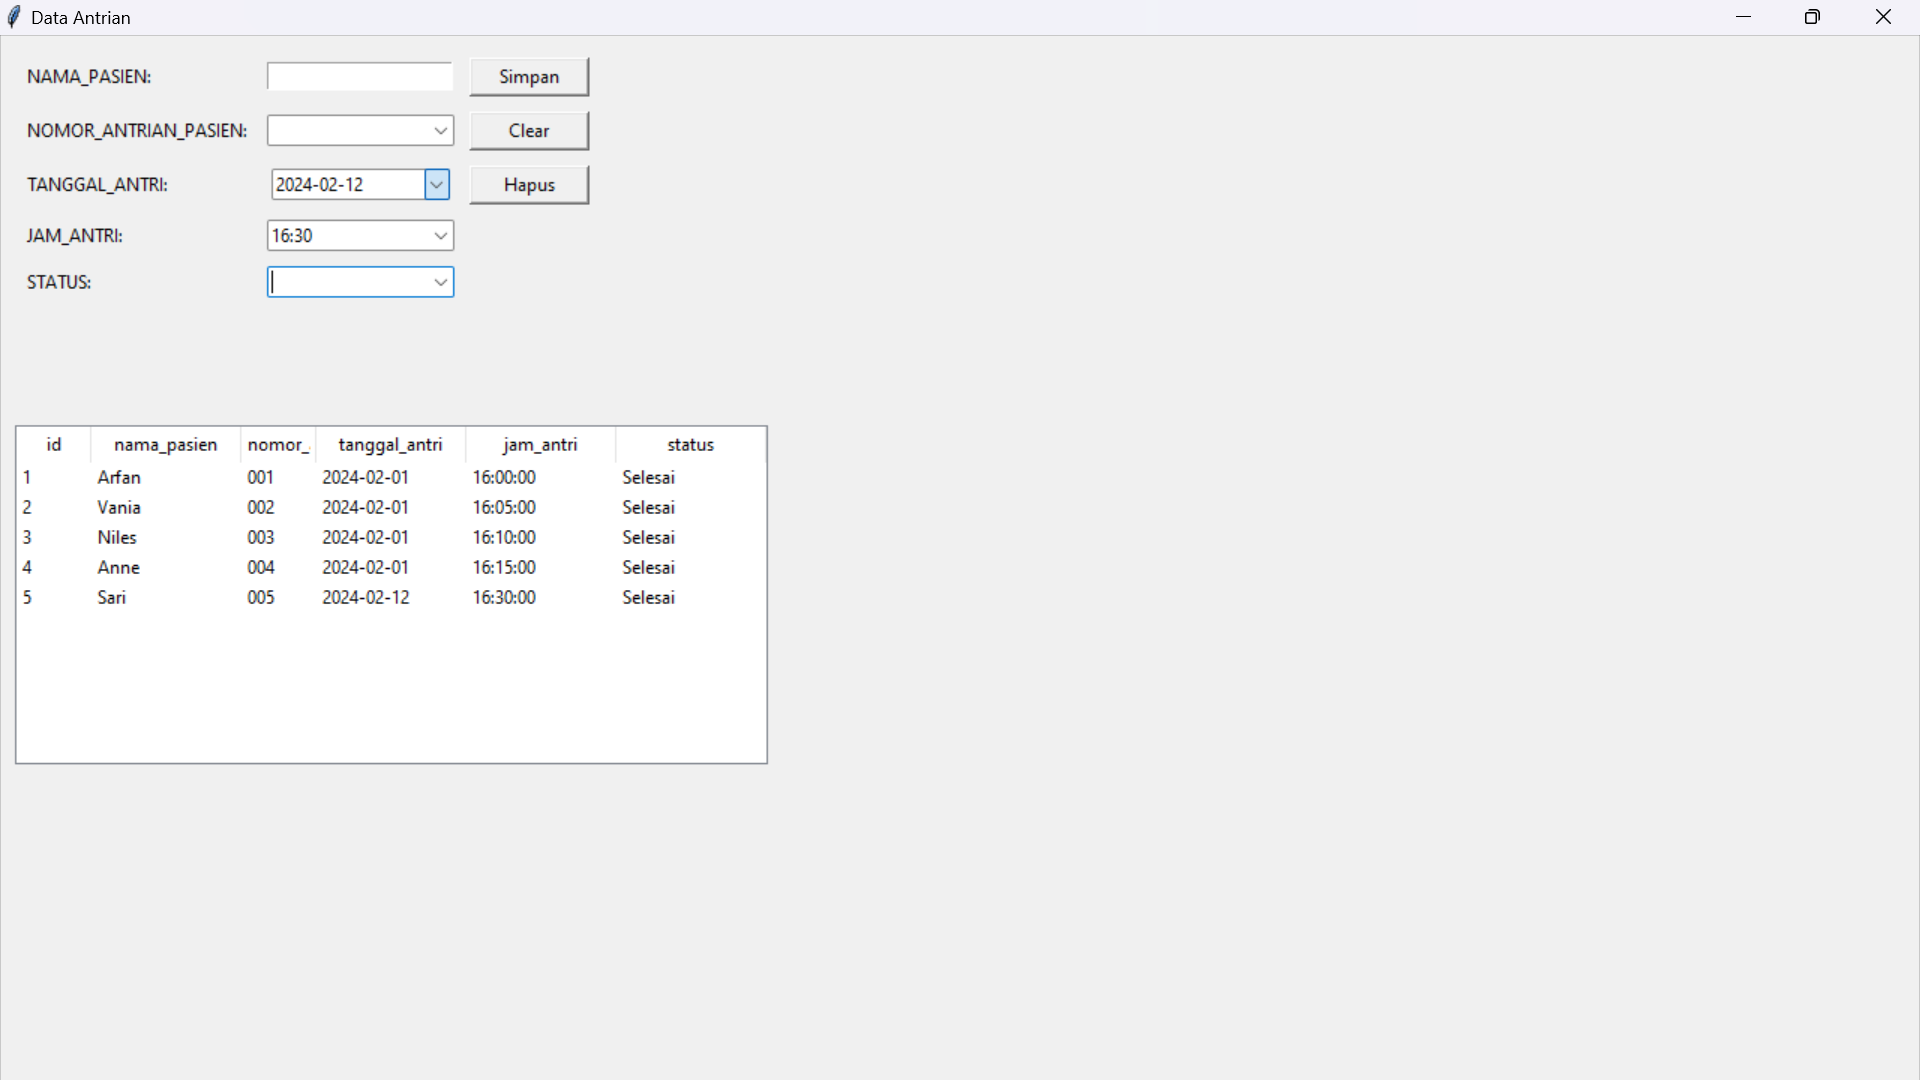 Data Antrian
NAMA_PASIEN: Simpan
NOMOR_ANTRIAN_PASIEN: Clear
TANGGAL_ANTRI: 2024-02-12 Hapus
JAM_ANTRI: 16:30
STATUS:
id nama_pasien nomor_ tanggal_antri jam_antri status
1 Arfan 001 2024-02-01 16:00:00 Selesai
2 Vania 002 2024-02-01 16:05:00 Selesai
3 Niles 003 2024-02-01 16:10:00 Selesai
4 Anne 004 2024-02-01 16:15:00 Selesai
5 Sari 005 2024-02-12 16:30:00 Selesai